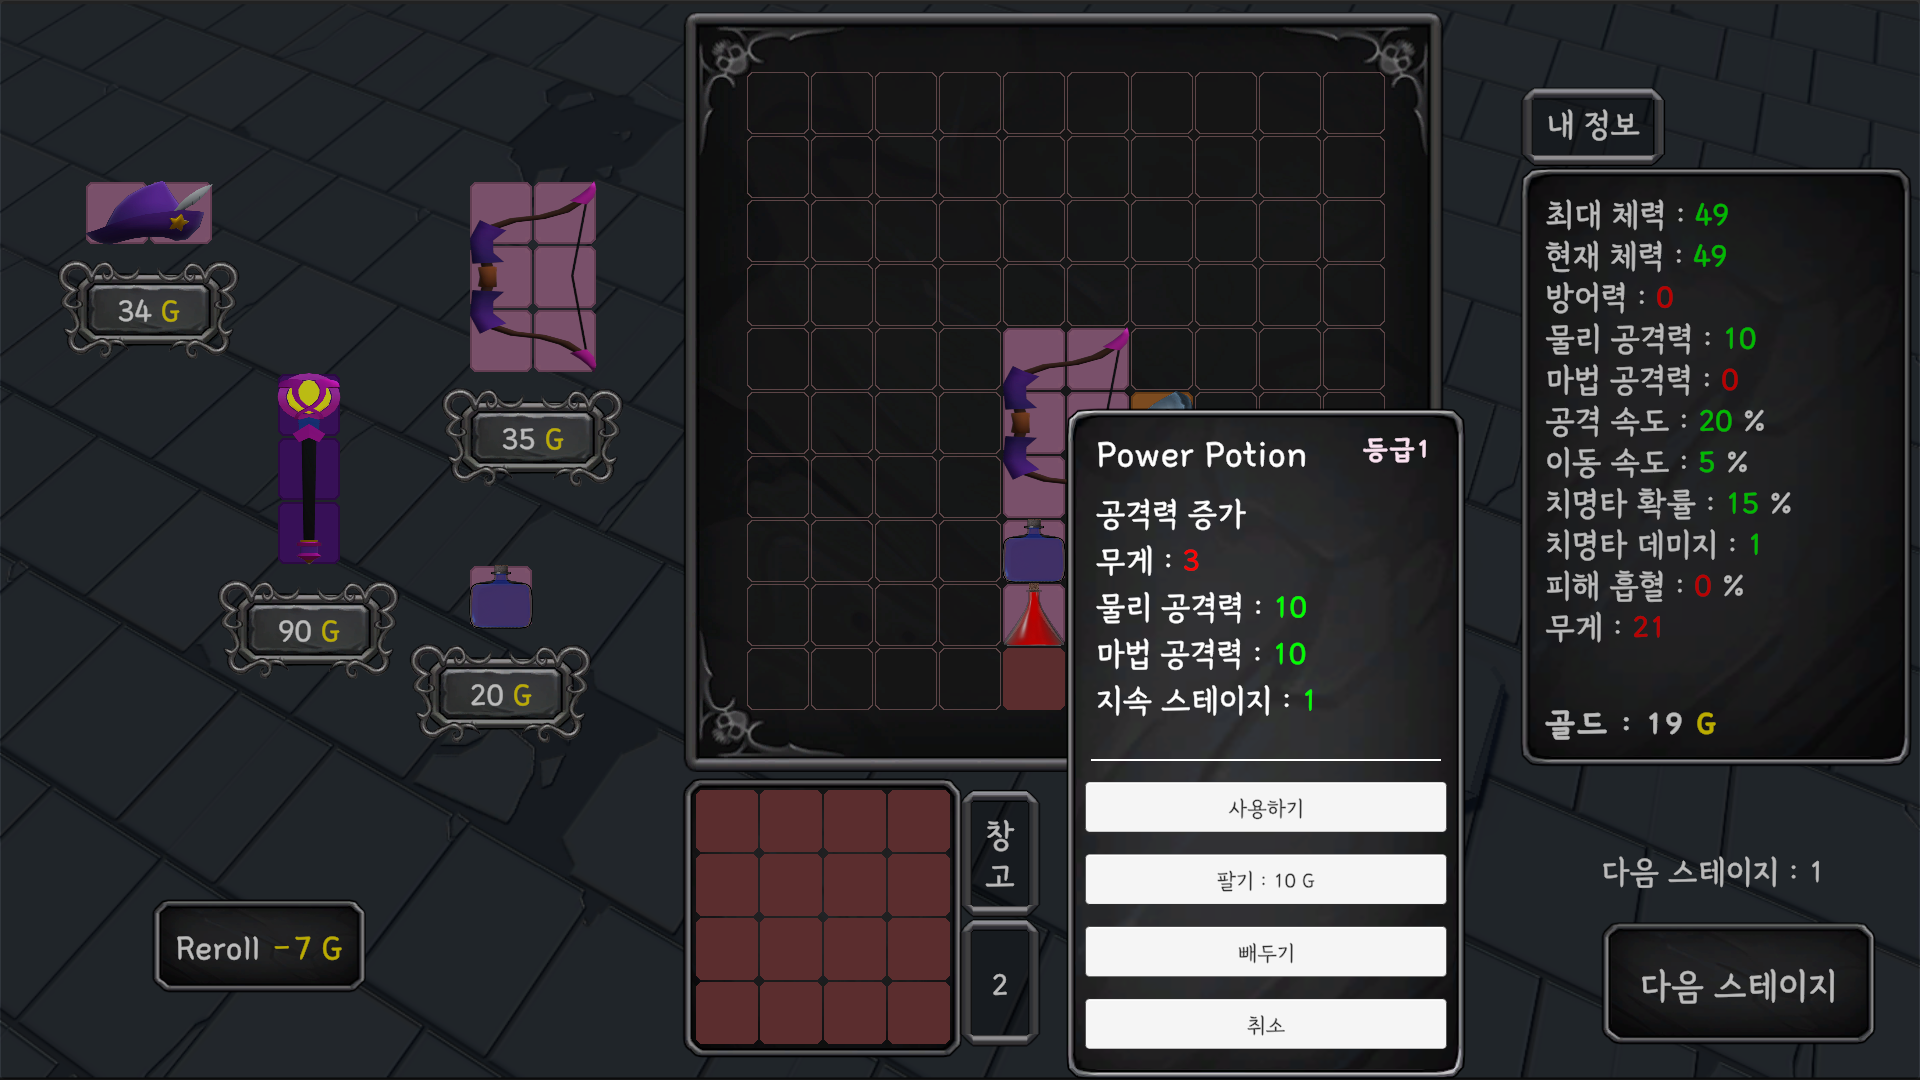 34 G
35 G
90 G
20 G
Reroll -7 G
창
고
2
Power Potion
등급1
공격력 증가
무게 : 3
물리 공격력 : 10
마법 공격력 : 10
지속 스테이지 : 1
사용하기
팔기 : 10 G
빼두기
취소
내 정보
최대 체력 : 49
현재 체력 : 49
방어력 : 0
물리 공격력 : 10
마법 공격력 : 0
공격 속도 : 20 %
이동 속도 : 5 %
치명타 확률 : 15 %
치명타 데미지 : 1
피해 흡혈 : 0 %
무게 : 21
골드 : 19 G
다음 스테이지 : 1
다음 스테이지